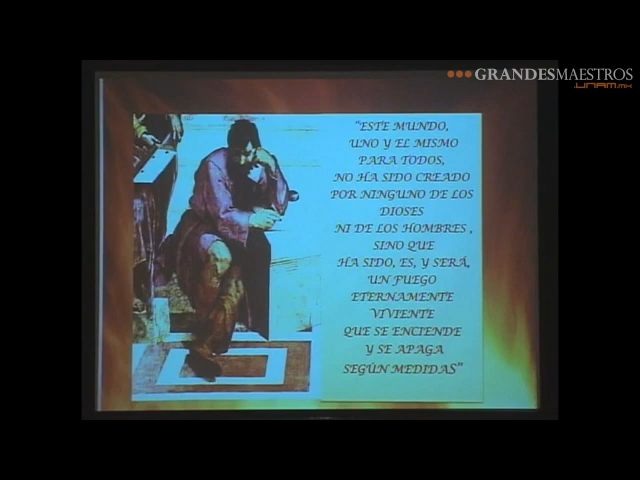 GRANDESMAESTROS
.UNAM.MX
"ESTE MUNDO,
UNO Y EL MISMO
PARA TODOS,
NO HA SIDO CREADO
POR NINGUNO DE LOS
DIOSES
NI DE LOS HOMBRES ,
SINO QUE
HA SIDO, ES, Y SERÁ,
UN FUEGO
ETERNAMENTE
VIVIENTE
QUE SE ENCIENDE
Y SE APAGA
SEGÚN MEDIDAS"